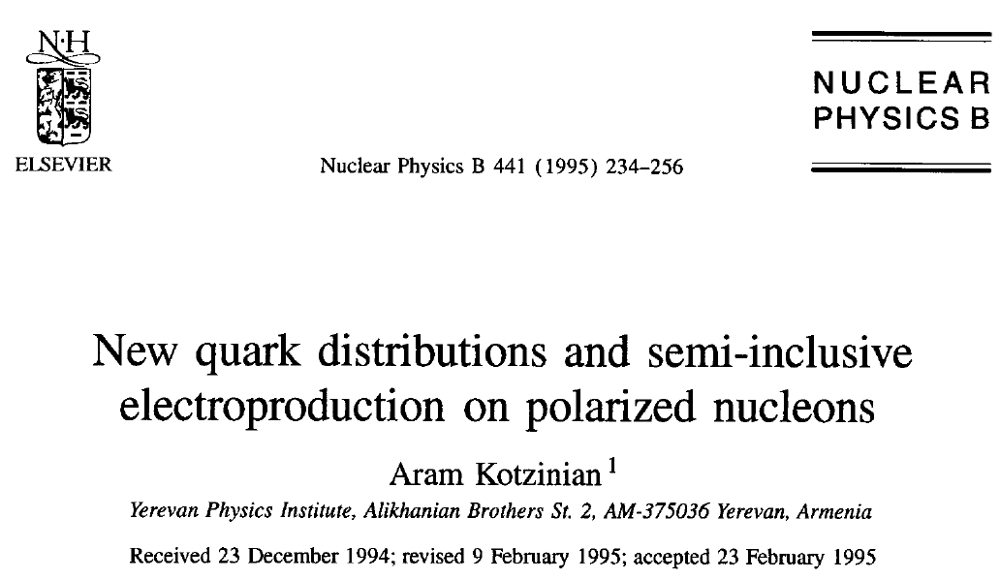 N·H
ELSEVIER
Nuclear Physics B 441 (1995) 234–256
NUCLEAR
PHYSICS B
New quark distributions and semi-inclusive
electroproduction on polarized nucleons
Aram Kotzinian 1
Yerevan Physics Institute, Alikhanian Brothers St. 2, AM-375036 Yerevan, Armenia
Received 23 December 1994; revised 9 February 1995; accepted 23 February 1995